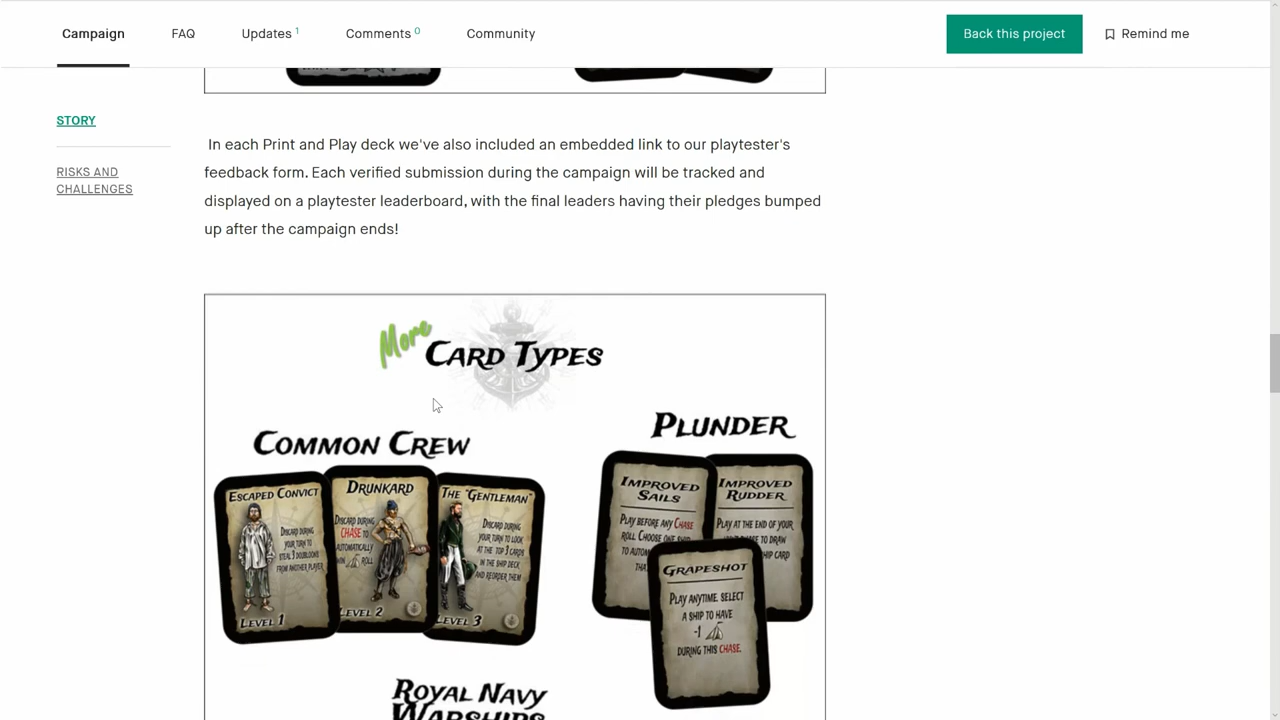 Campaign
FAQ
Updates 1
Comments 0
Community
Back this project
Remind me
STORY
RISKS AND
CHALLENGES
In each Print and Play deck we've also included an embedded link to our playtester's
feedback form. Each verified submission during the campaign will be tracked and
displayed on a playtester leaderboard, with the final leaders having their pledges bumped
up after the campaign ends!
More
CARD TYPES
COMMON CREW
ESCAPED CONVICT
DISCARD DURING
YOUR TURN TO
STEAL 3 DOUBLOONS
FROM ANOTHER PLAYER
LEVEL 1
DRUNKARD
DISCARD DURING
CHASE TO
AUTOMATICALLY
WIN ROLL
LEVEL 2
THE "GENTLEMAN"
DISCARD DURING
YOUR TURN TO LOOK
AT THE TOP 3 CARDS
IN THE SHIP DECK
AND REORDER THEM
LEVEL 3
PLUNDER
IMPROVED
SAILS
PLAY BEFORE ANY CHASE
ROLL CHOOSE ONE SHIP
IMPROVED
RUDDER
PLAY AT THE END OF YOUR
TO DRAW
SHIP CARD
GRAPESHOT
PLAY ANYTIME. SELECT
A SHIP TO HAVE
-1
DURING THIS CHASE.
ROYAL NAVY
WARSHIPS